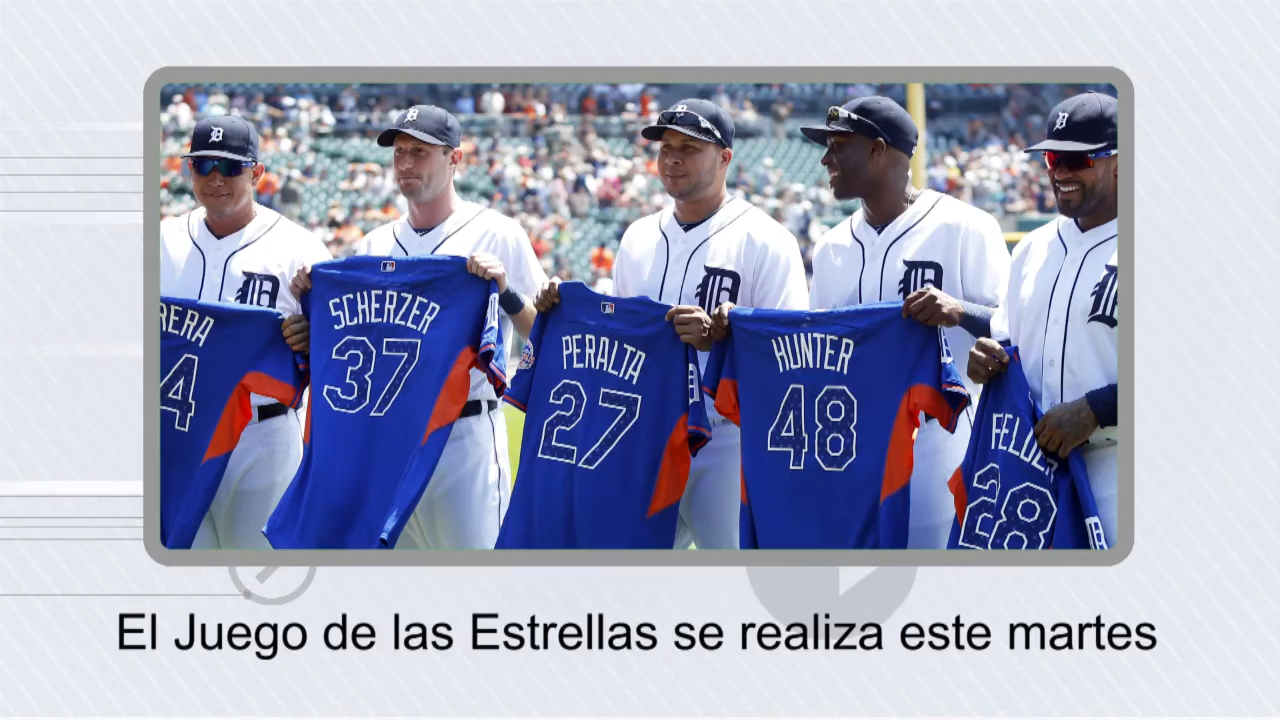 RERA
4
SCHERZER
37
PERALTA
27
HUNTER
48
FELDER
28
El Juego de las Estrellas se realiza este martes